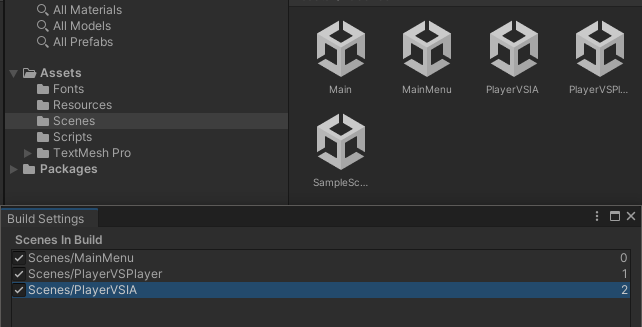 All Materials
All Models
All Prefabs
Assets
Fonts
Resources
Scenes
Scripts
TextMesh Pro
Packages
Main
MainMenu
PlayerVSIA
PlayerVSPl...
SampleSc...
Build Settings
Scenes In Build
Scenes/MainMenu 0
Scenes/PlayerVSPlayer 1
Scenes/PlayerVSIA 2